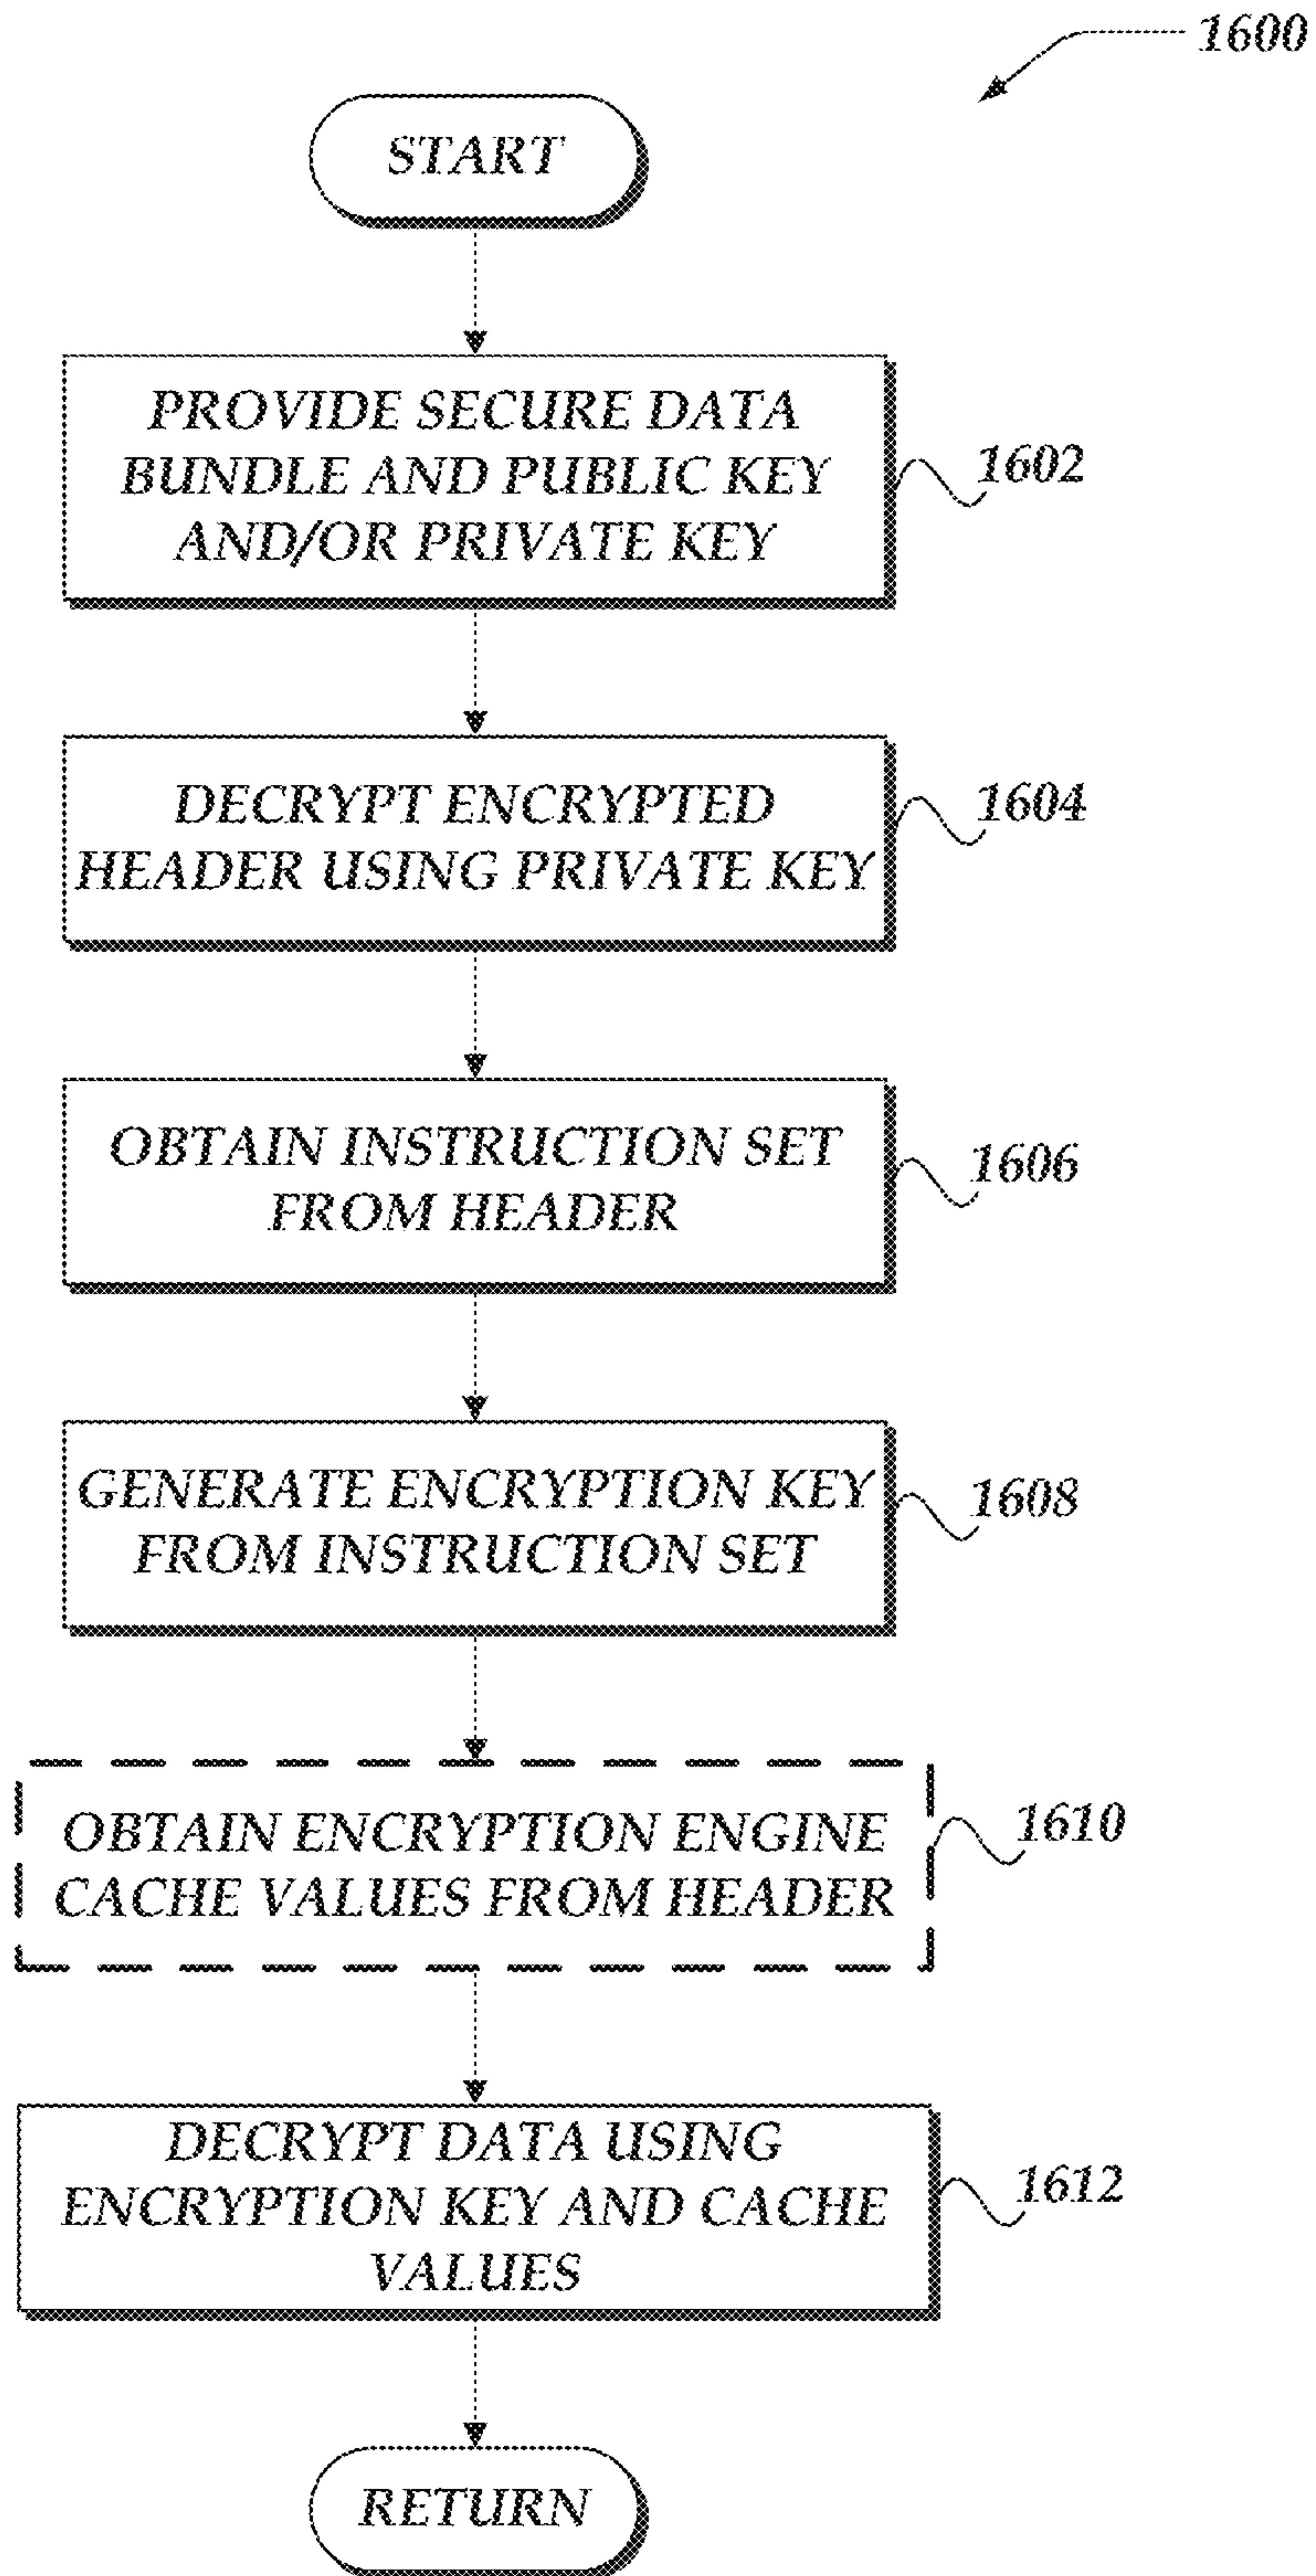 1600
START
PROVIDE SECURE DATA
BUNDLE AND PUBLIC KEY
AND/OR PRIVATE KEY
1602
DECRYPT ENCRYPTED
HEADER USING PRIVATE KEY
1604
OBTAIN INSTRUCTION SET
FROM HEADER
1606
GENERATE ENCRYPTION KEY
FROM INSTRUCTION SET
1608
OBTAIN ENCRYPTION ENGINE
CACHE VALUES FROM HEADER
1610
DECRYPT DATA USING
ENCRYPTION KEY AND CACHE
VALUES
1612
RETURN